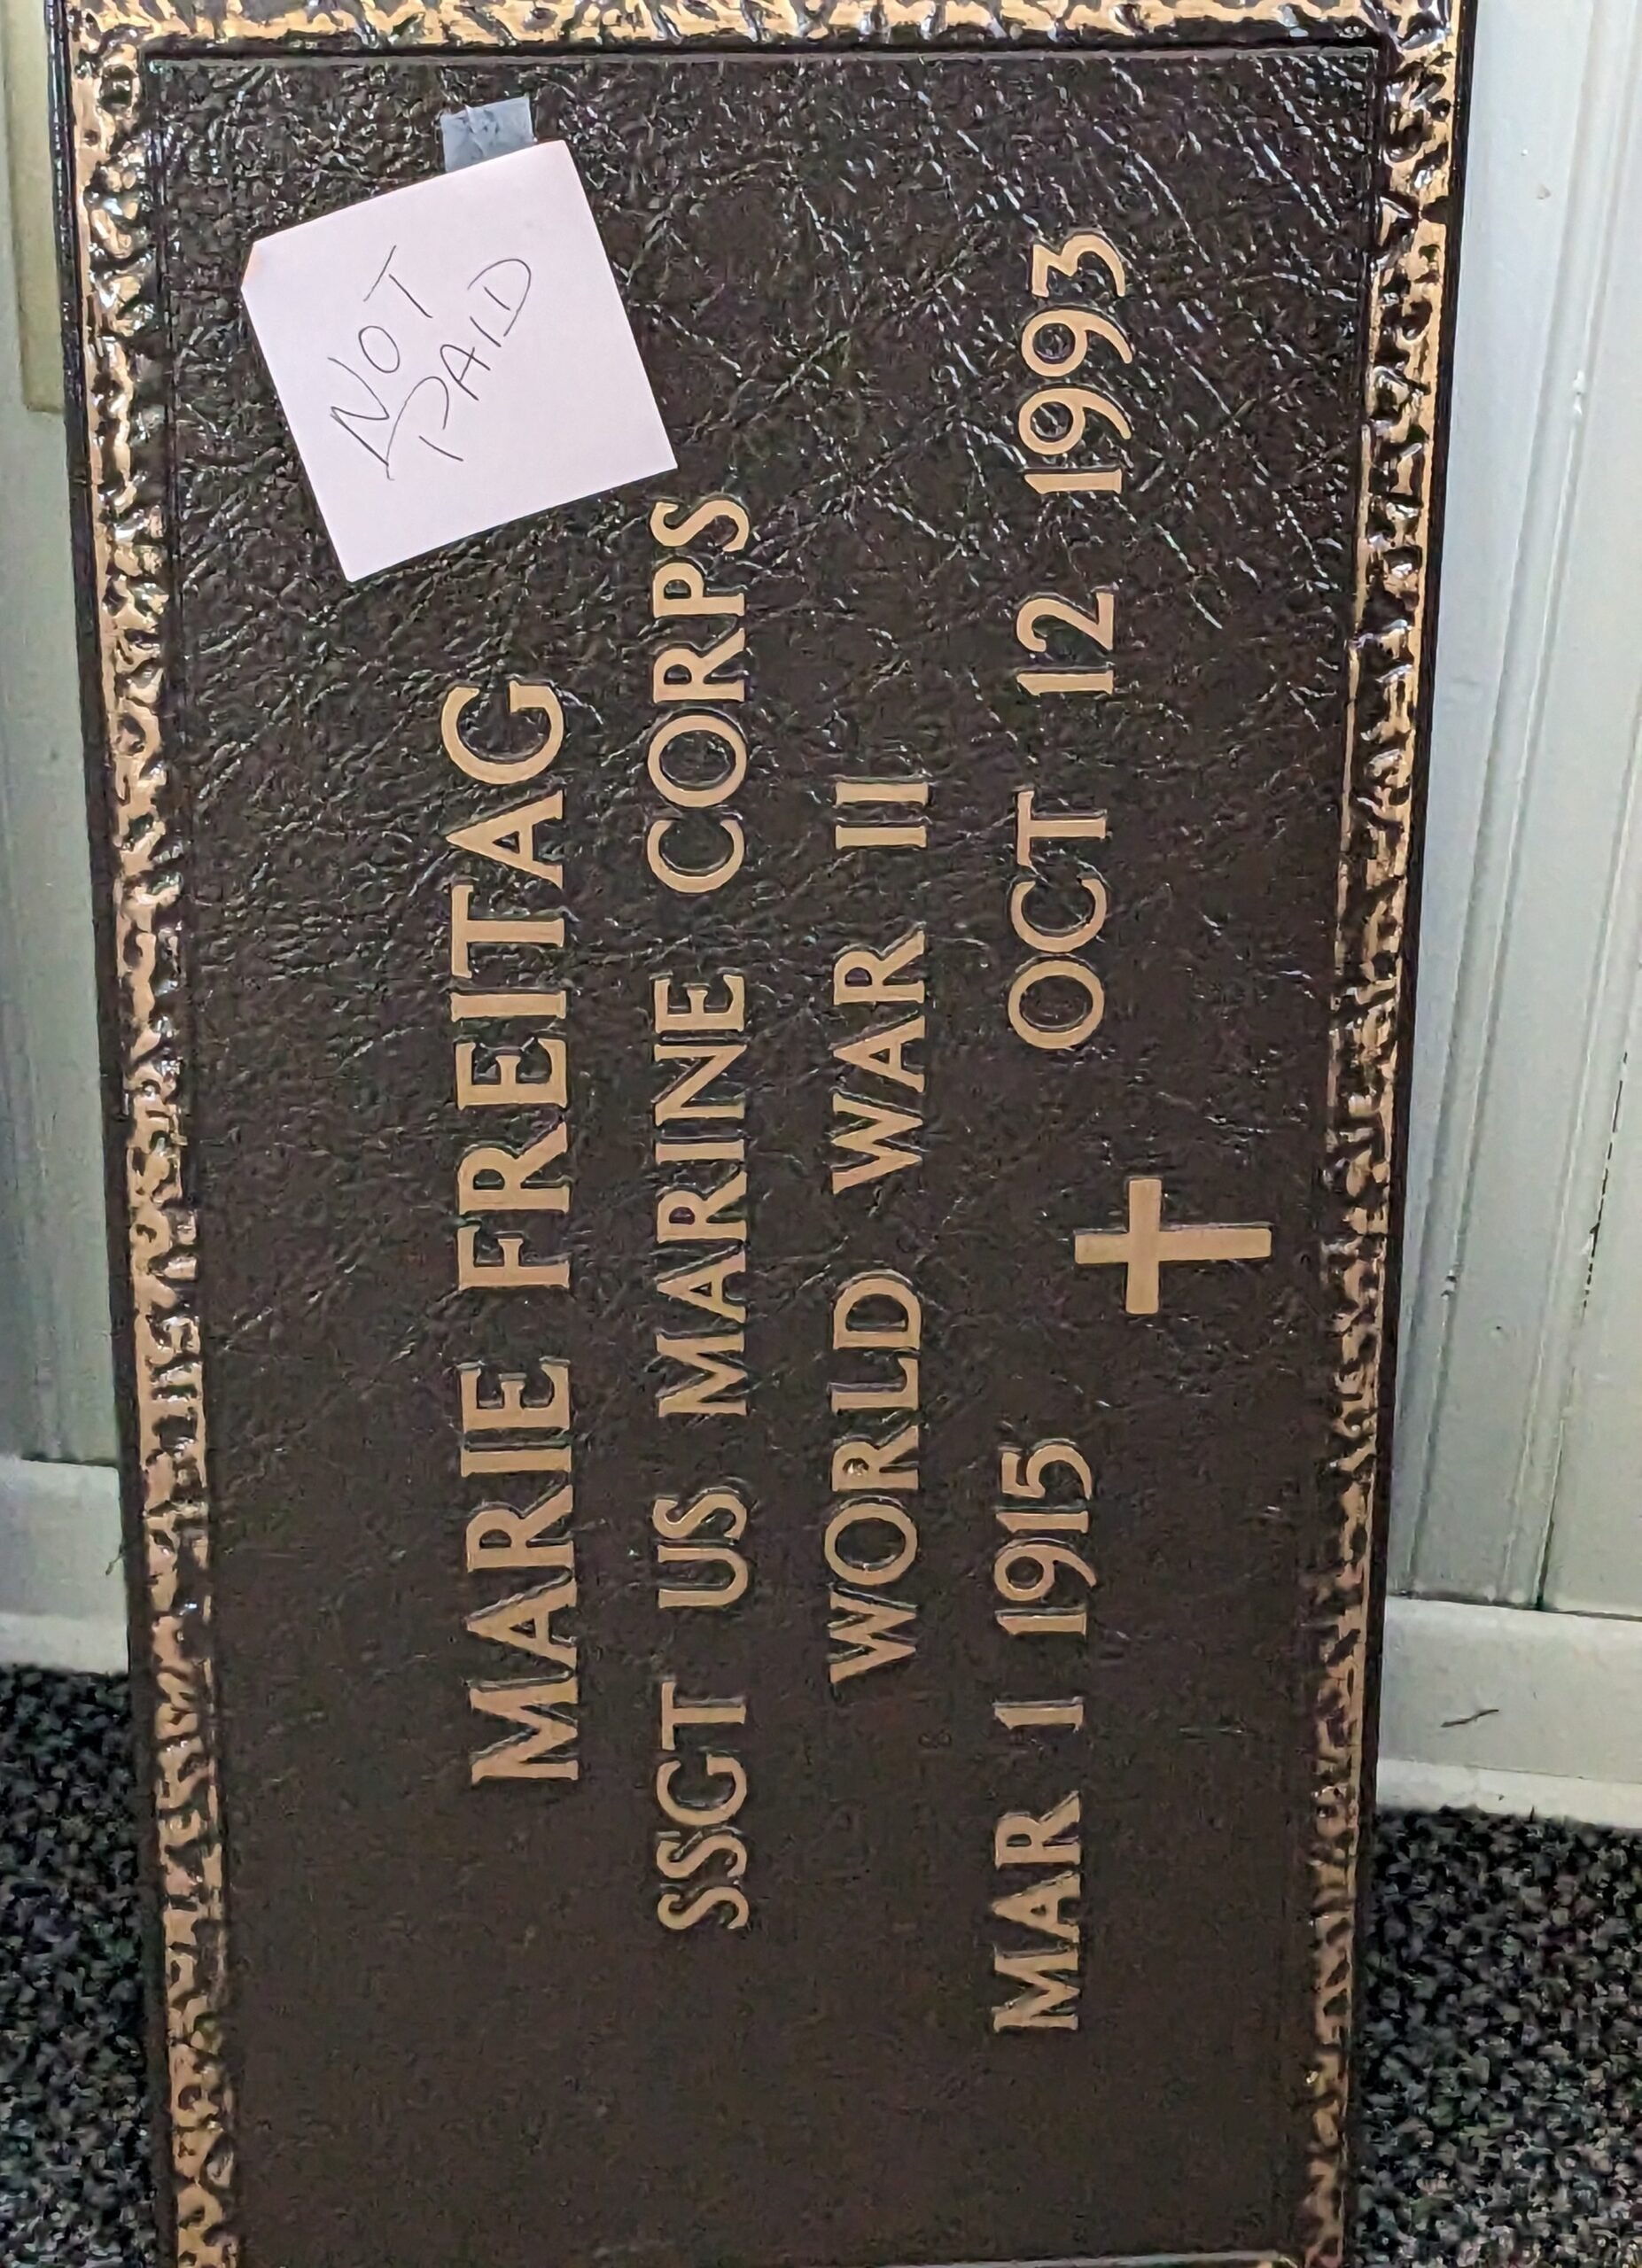 NOT
PAID
MARIE FREITAG
SSGT US MARINE CORPS
WORLD WAR II
MAR 1 1915 OCT 12 1993